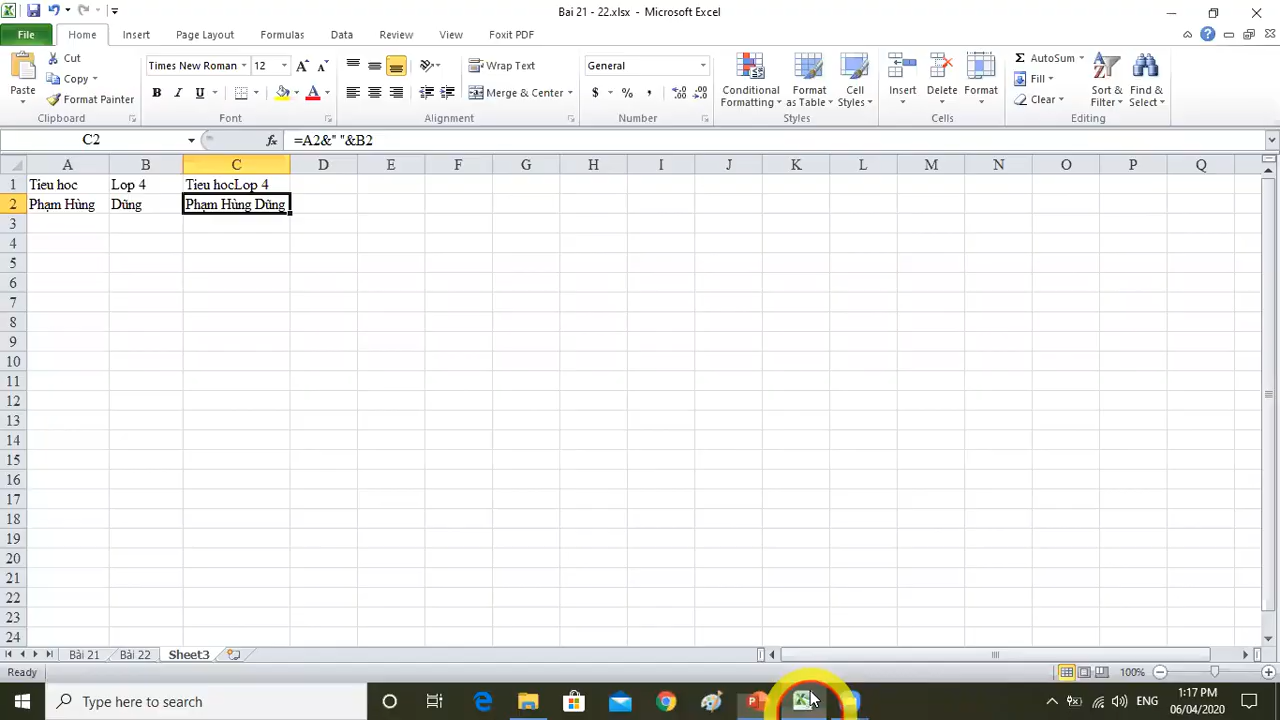 Bai 21 - 22.xlsx - Microsoft Excel
File Home Insert Page Layout Formulas Data Review View Foxit PDF
Paste Cut Copy Format Painter Clipboard
Times New Roman 12 B I U A A A Font
Wrap Text Merge & Center Alignment
General $ % , Number
Conditional Formatting Format as Table Cell Styles Styles
Insert Delete Format Cells
Σ AutoSum Fill Clear Sort & Filter Find & Select Editing
C2 fx =A2&" "&B2
A B C D E F G H I J K L M N O P Q
1 Tieu hoc Lop 4 Tieu hocLop 4
2 Phạm Hùng Dũng Phạm Hùng Dũng
3
4
5
6
7
8
9
10
11
12
13
14
15
16
17
18
19
20
21
22
23
24
Bài 21 Bài 22 Sheet3
Ready 100%
Type here to search ENG 1:17 PM
06/04/2020